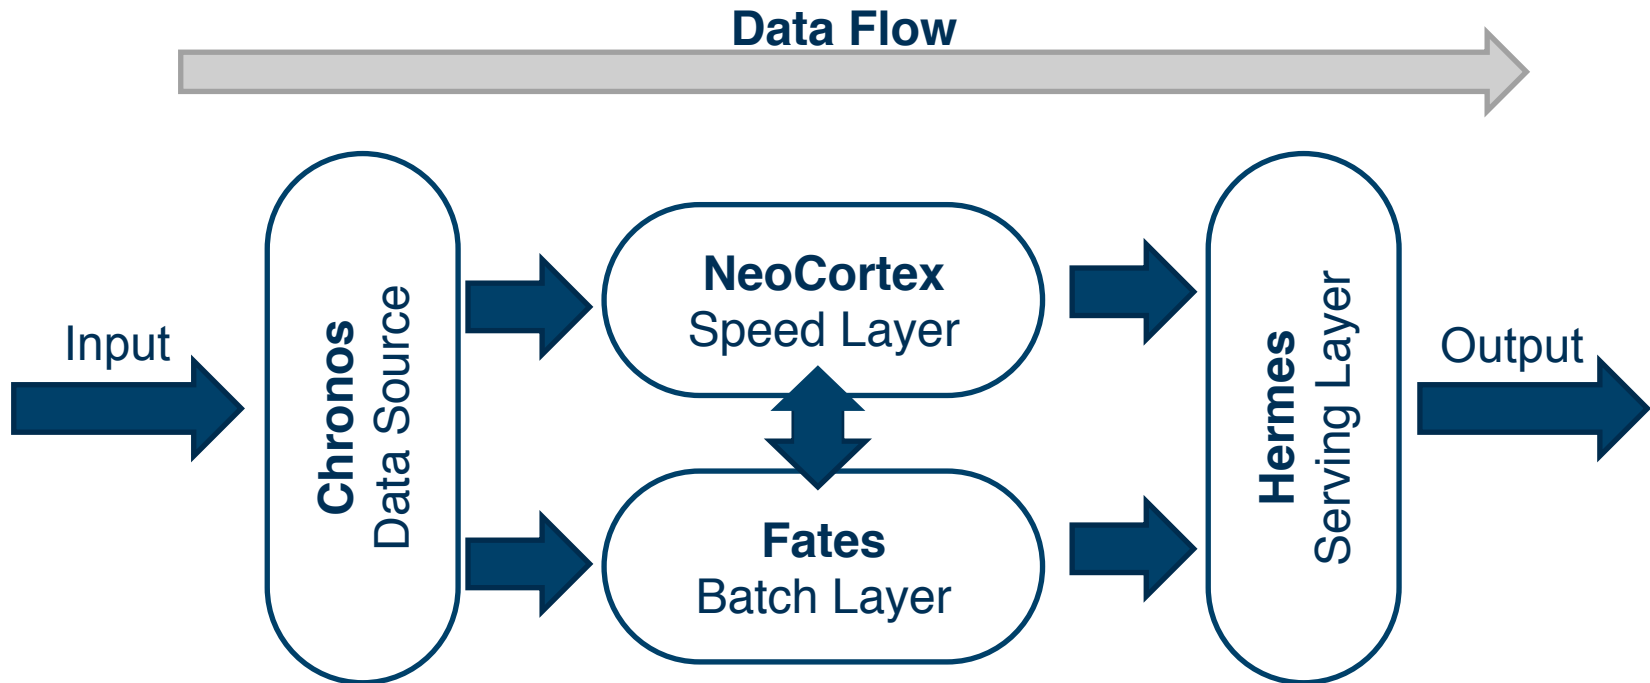 Data Flow
Input
Chronos
Data Source
NeoCortex
Speed Layer
Fates
Batch Layer
Hermes
Serving Layer
Output